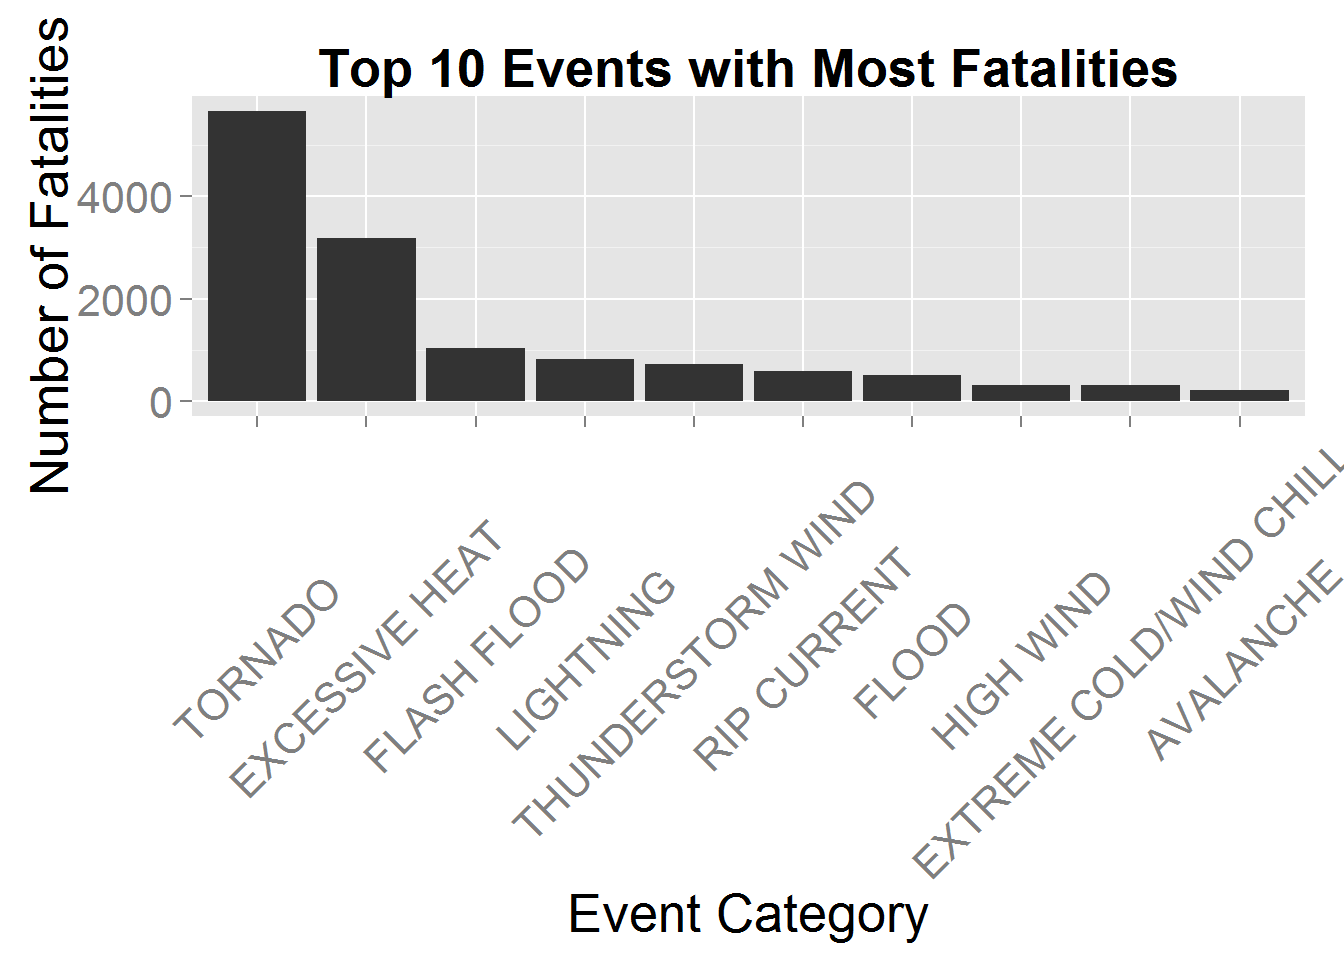 Top 10 Events with Most Fatalities
Number of Fatalities
4000
2000
0
TORNADO
EXCESSIVE HEAT
FLASH FLOOD
LIGHTNING
THUNDERSTORM WIND
RIP CURRENT
FLOOD
HIGH WIND
EXTREME COLD/WIND CHILL
AVALANCHE
Event Category